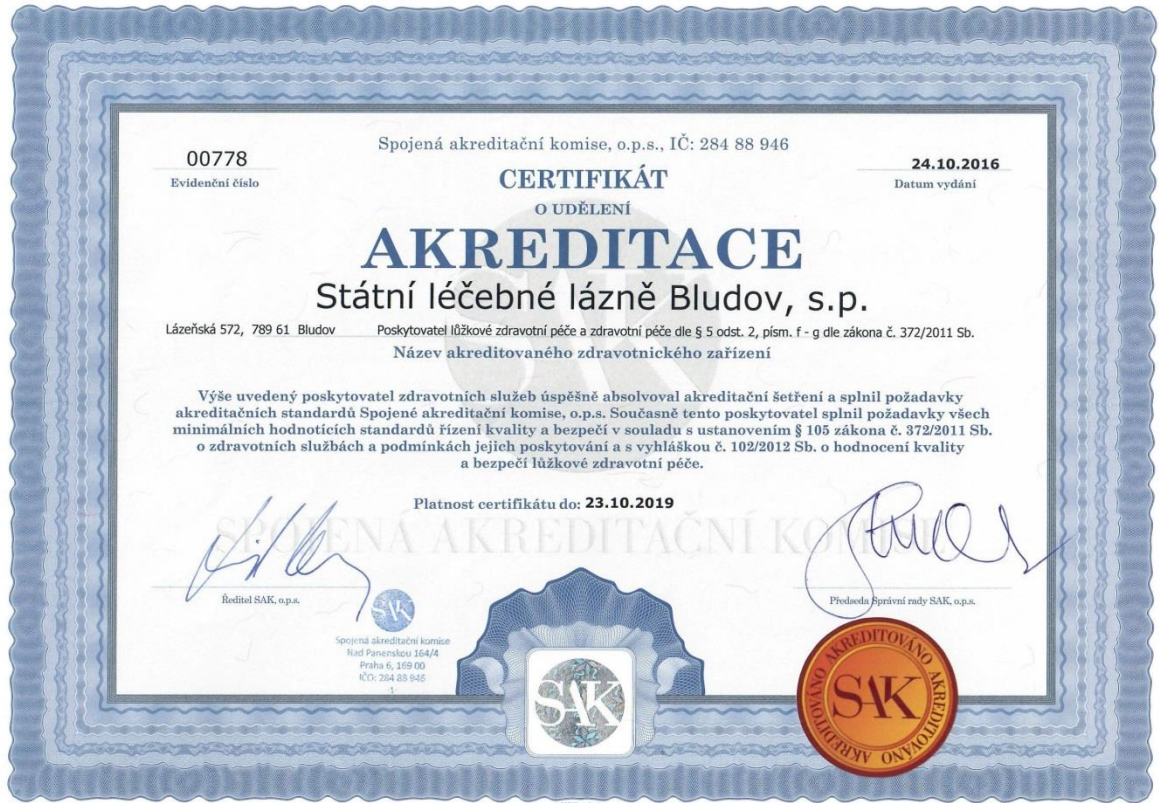 Spojená akreditační komise, o.p.s., IČ: 284 88 946
00778
Evidenční číslo
24.10.2016
Datum vydání
CERTIFIKÁT
O UDĚLENÍ
AKREDITACE
Státní léčebné lázně Bludov, s.p.
Lázeňská 572, 789 61 Bludov Poskytovatel lůžkové zdravotní péče a zdravotní péče dle § 5 odst. 2, písm. f - g dle zákona č. 372/2011 Sb.
Název akreditovaného zdravotnického zařízení
Výše uvedený poskytovatel zdravotních služeb úspěšně absolvoval akreditační šetření a splnil požadavky
akreditačních standardů Spojené akreditační komise, o.p.s. Současně tento poskytovatel splnil požadavky všech
minimálních hodnotících standardů řízení kvality a bezpečí v souladu s ustanovením § 105 zákona č. 372/2011 Sb.
o zdravotních službách a podmínkách jejich poskytování a s vyhláškou č. 102/2012 Sb. o hodnocení kvality
a bezpečí lůžkové zdravotní péče.
Platnost certifikátu do: 23.10.2019
SPOJENÁ AKREDITAČNÍ KOMISE
Ředitel SAK, o.p.s.
Předseda Správní rady SAK, o.p.s.
SAK
Spojená akreditační komise
Nad Panenskou 164/4
Praha 6, 169 00
IČO: 284 88 946
-1-
SAK
AKREDITOVÁNO AKREDITOVÁNO AKREDITOVÁNO
SAK